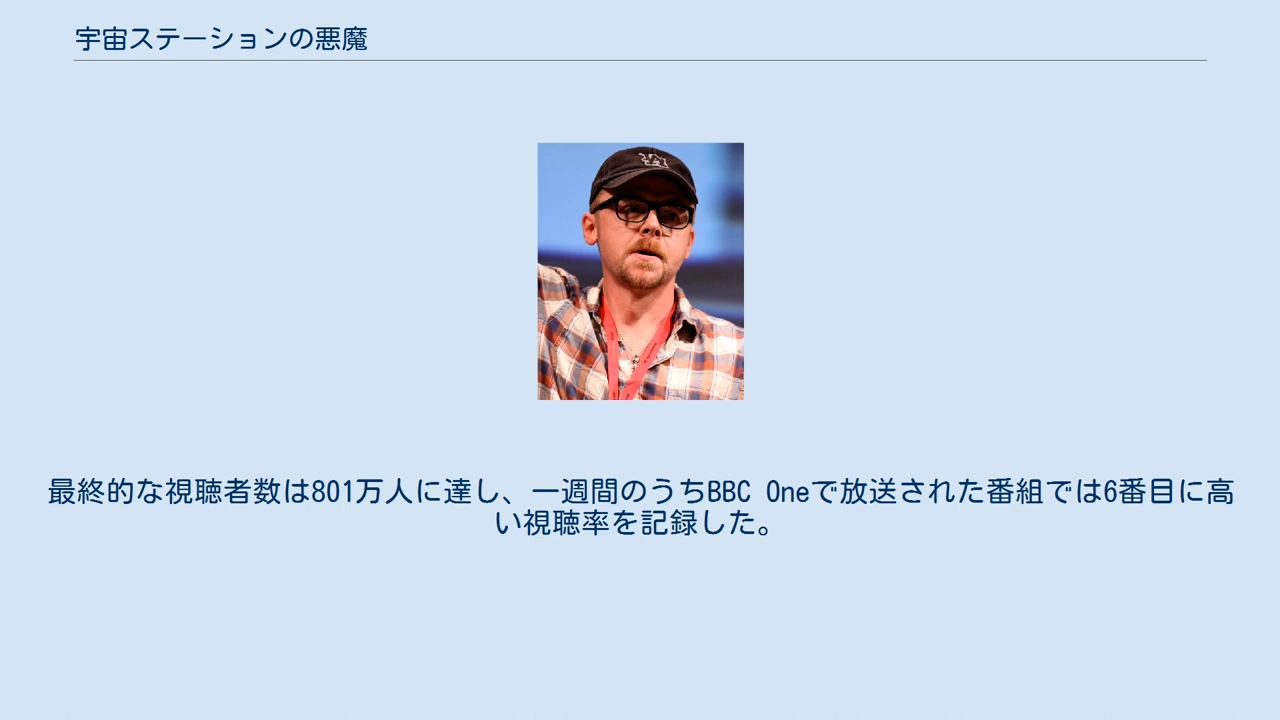 宇宙ステーションの悪魔
最終的な視聴者数は801万人に達し、一週間のうちBBC Oneで放送された番組では6番目に高
い視聴率を記録した。